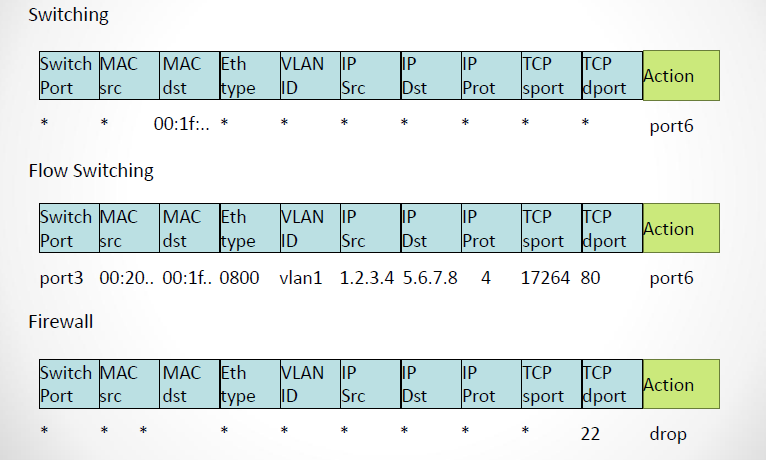 Switching
Switch Port MAC src MAC dst Eth type VLAN ID IP Src IP Dst IP Prot TCP sport TCP dport Action
* * 00:1f:.. * * * * * * * port6
Flow Switching
Switch Port MAC src MAC dst Eth type VLAN ID IP Src IP Dst IP Prot TCP sport TCP dport Action
port3 00:20.. 00:1f.. 0800 vlan1 1.2.3.4 5.6.7.8 4 17264 80 port6
Firewall
Switch Port MAC src MAC dst Eth type VLAN ID IP Src IP Dst IP Prot TCP sport TCP dport Action
* * * * * * * * * 22 drop